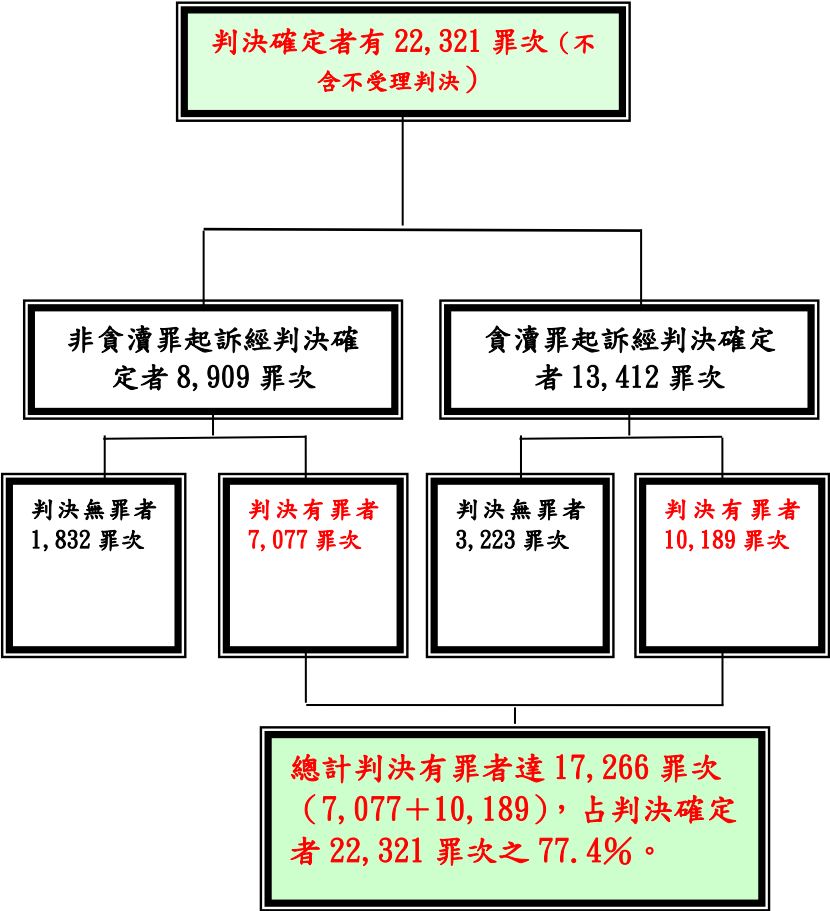 判決確定者有 22,321 罪次（不
含不受理判決）
非貪瀆罪起訴經判決確
定者 8,909 罪次
貪瀆罪起訴經判決確定
者 13,412 罪次
判決無罪者
1,832 罪次
判決有罪者
7,077 罪次
判決無罪者
3,223 罪次
判決有罪者
10,189 罪次
總計判決有罪者達 17,266 罪次
（7,077＋10,189），占判決確定
者 22,321 罪次之 77.4％。